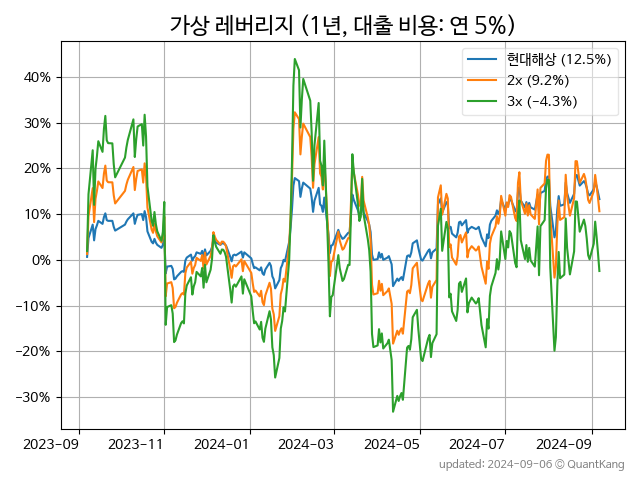 가상 레버리지 (1년, 대출 비용: 연 5%)
현대해상 (12.5%)
2x (9.2%)
3x (−4.3%)
40%
30%
20%
10%
0%
−10%
−20%
−30%
2023-09 2023-11 2024-01 2024-03 2024-05 2024-07 2024-09
updated: 2024-09-06 ⓒ QuantKang